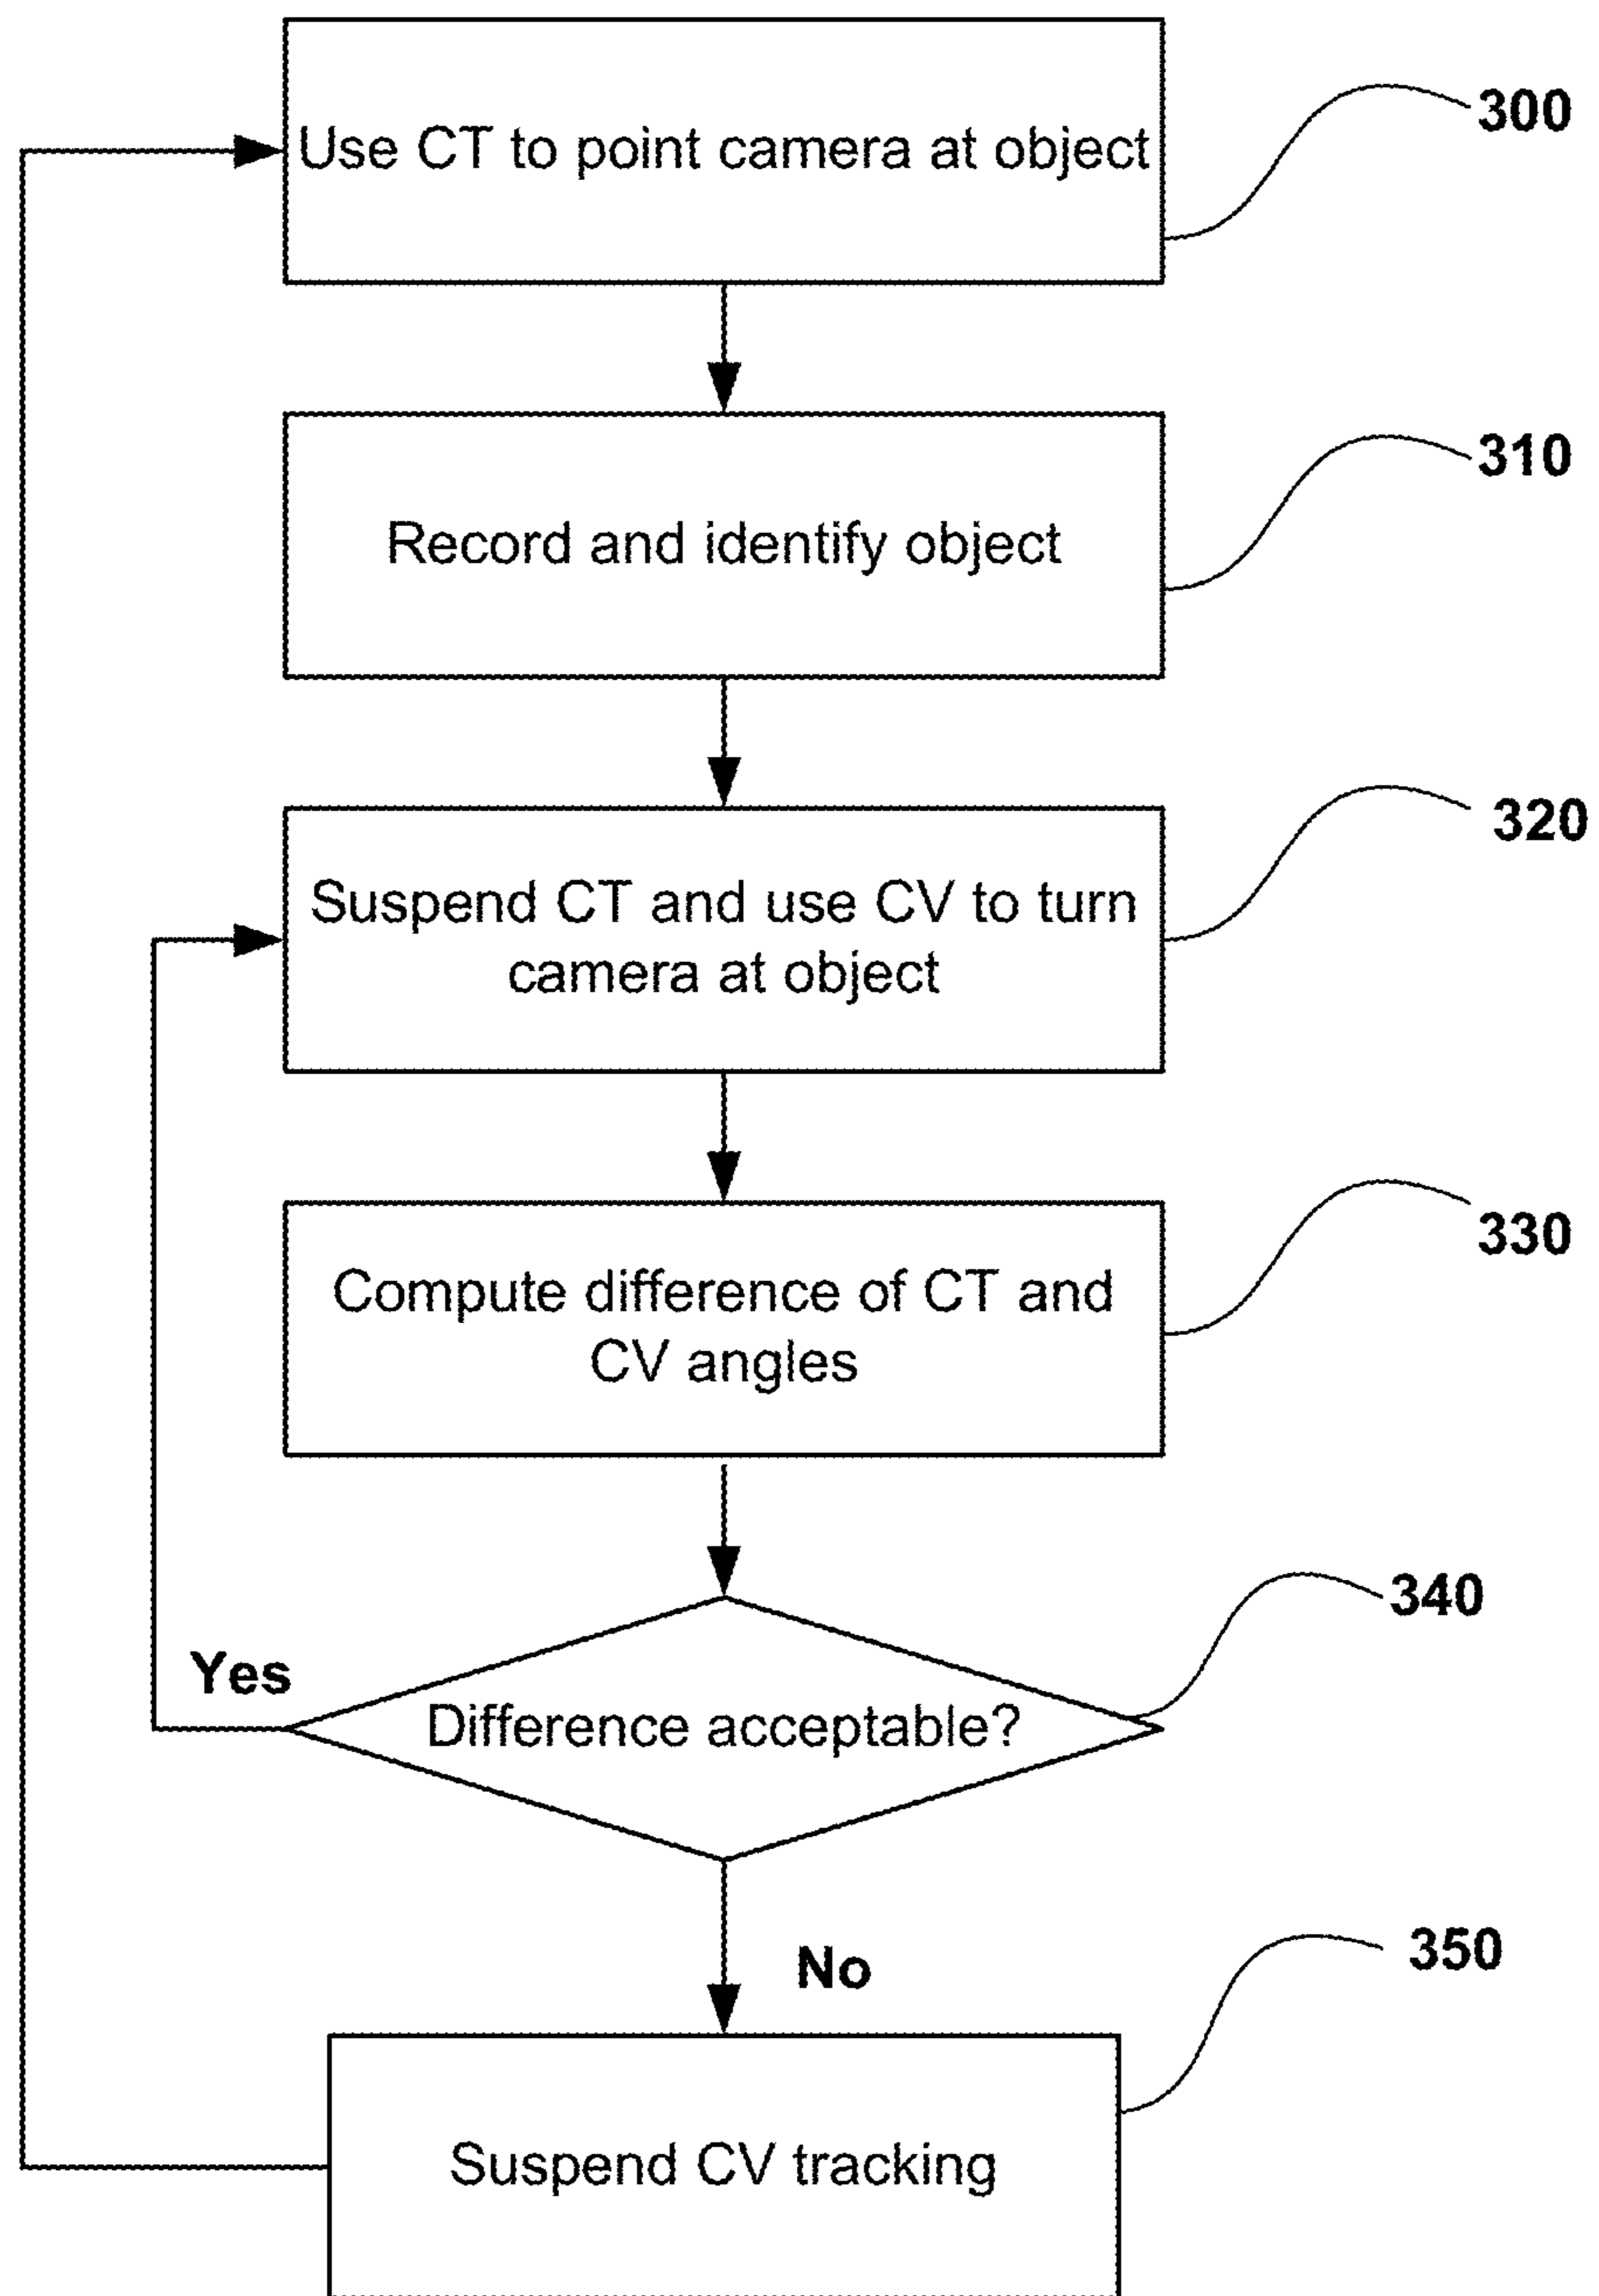 Use CT to point camera at object
300
Record and identify object
310
Suspend CT and use CV to turn
camera at object
320
Compute difference of CT and
CV angles
330
Difference acceptable?
340
Yes
No
Suspend CV tracking
350